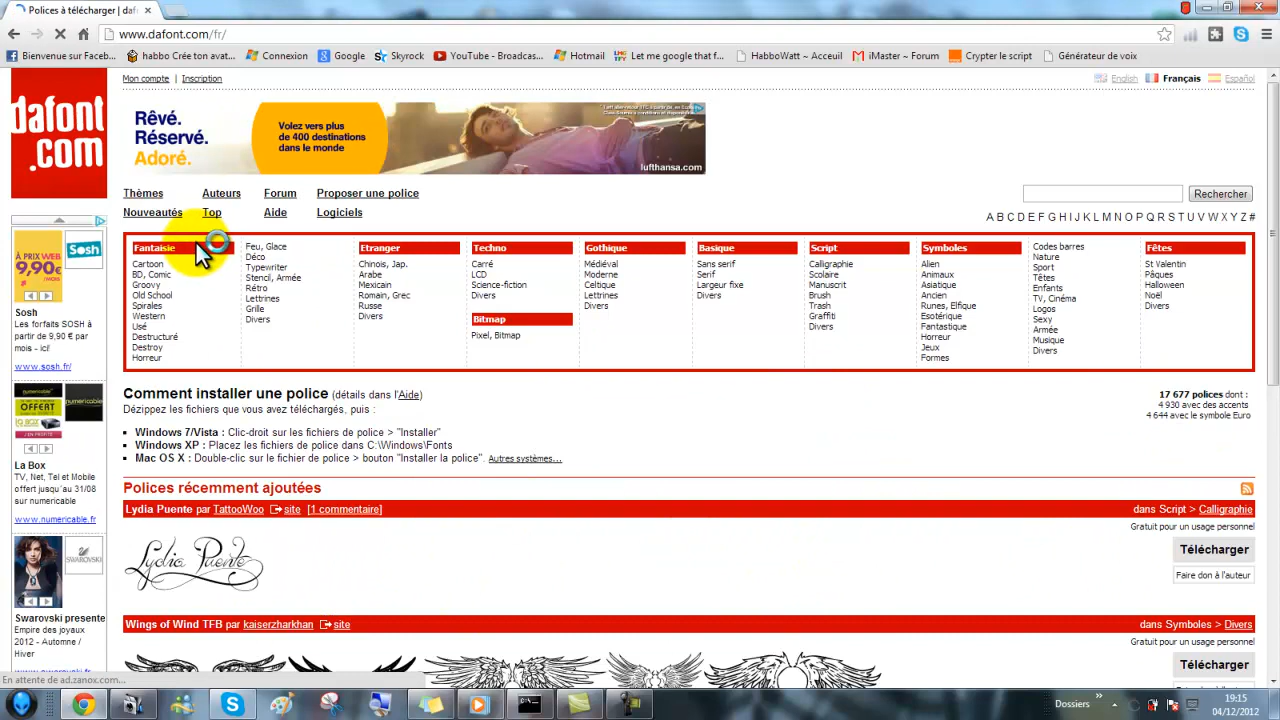 Polices à télécharger | daf
www.dafont.com/fr/
Bienvenue sur Facebo...
habbo Crée ton avat...
Connexion
Google
Skyrock
YouTube - Broadcas...
Hotmail
Let me google that f...
HabboWatt ~ Acceuil
iMaster ~ Forum
Crypter le script
Générateur de voix
dafont
.com
Mon compte | Inscription
English
Français
Español
Rêvé.
Réservé.
Adoré.
Volez vers plus
de 400 destinations
dans le monde
lufthansa.com
Thèmes Auteurs Forum Proposer une police
Rechercher
Nouveautés Top Aide Logiciels
A B C D E F G H I J K L M N O P Q R S T U V W X Y Z #
Fantaisie
Cartoon
BD, Comic
Groovy
Old School
Spirales
Western
Usé
Destructuré
Destroy
Horreur
Feu, Glace
Déco
Typewriter
Stencil, Armée
Rétro
Lettrines
Grille
Divers
Etranger
Chinois, Jap.
Arabe
Mexicain
Romain, Grec
Russe
Divers
Techno
Carré
LCD
Science-fiction
Divers
Bitmap
Pixel, Bitmap
Gothique
Médiéval
Moderne
Celtique
Lettrines
Divers
Basique
Sans serif
Serif
Largeur fixe
Divers
Script
Calligraphie
Scolaire
Manuscrit
Brush
Trash
Graffiti
Divers
Symboles
Alien
Animaux
Asiatique
Ancien
Runes, Elfique
Esotérique
Fantastique
Horreur
Jeux
Formes
Codes barres
Nature
Sport
Têtes
Enfants
TV, Cinéma
Logos
Sexy
Armée
Musique
Divers
Fêtes
St Valentin
Pâques
Halloween
Noël
Divers
À PRIX WEB
9,90€
Sosh
Sosh
Les forfaits SOSH à
partir de 9,90 € par
mois - ici!
www.sosh.fr/
OFFERT
La Box
TV, Net, Tel et Mobile
offert jusqu'au 31/08
sur numericable
www.numericable.fr
SWAROVSKI
Swarovski presente
Empire des joyaux
2012 - Automne /
Hiver
Comment installer une police (détails dans l'Aide)
Dézippez les fichiers que vous avez téléchargés, puis :
Windows 7/Vista : Clic-droit sur les fichiers de police > "Installer"
Windows XP : Placez les fichiers de police dans C:\Windows\Fonts
Mac OS X : Double-clic sur le fichier de police > bouton "Installer la police". Autres systèmes...
17 677 polices dont :
4 930 avec des accents
4 644 avec le symbole Euro
Polices récemment ajoutées
Lydia Puente par TattooWoo site [1 commentaire]
dans Script > Calligraphie
Gratuit pour un usage personnel
Télécharger
Faire don à l'auteur
Lydia Puente
Wings of Wind TFB par kaiserzharkhan site
dans Symboles > Divers
Gratuit pour un usage personnel
Télécharger
En attente de ad.zanox.com...
Dossiers
19:15
04/12/2012